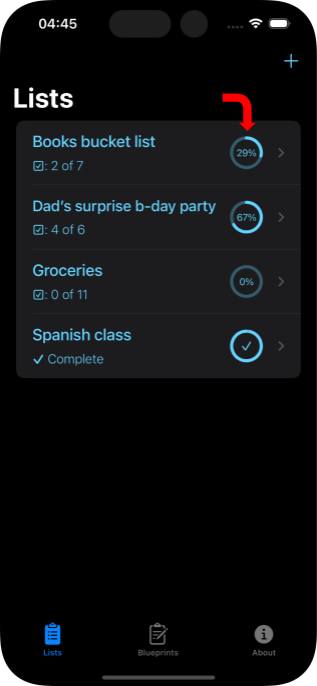 04:45
Lists
Books bucket list
: 2 of 7
29%
Dad's surprise b-day party
: 4 of 6
67%
Groceries
: 0 of 11
0%
Spanish class
Complete
Lists
Blueprints
About